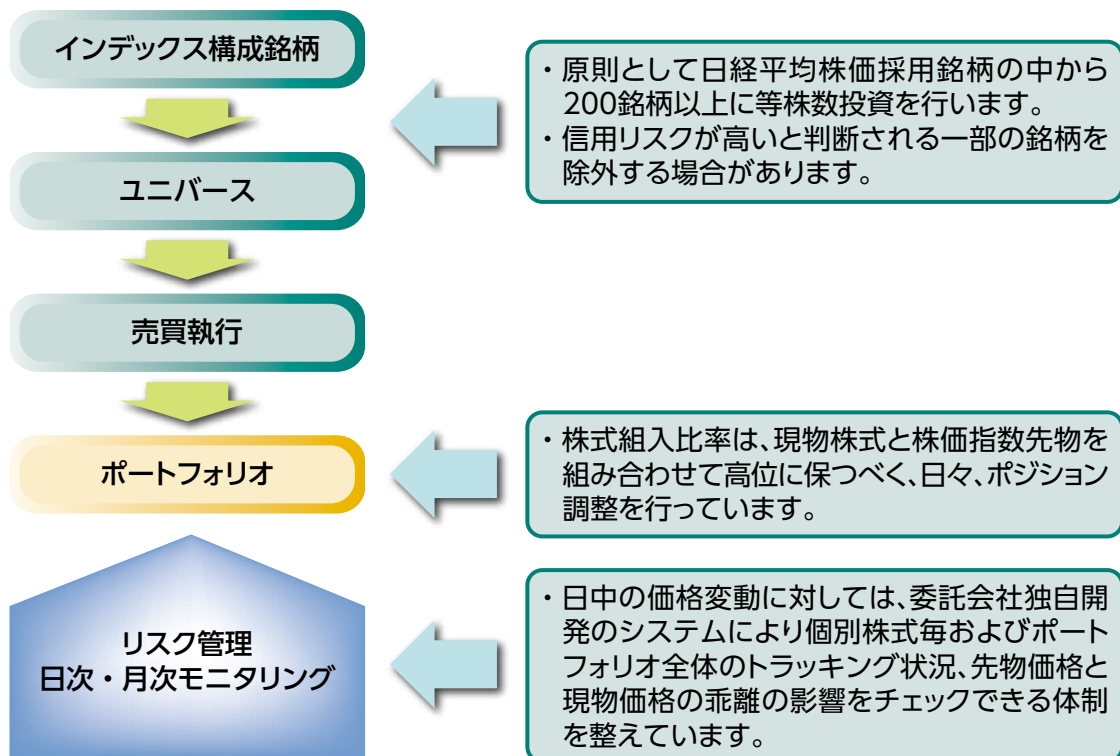 インデックス構成銘柄
・原則として日経平均株価採用銘柄の中から
200銘柄以上に等株数投資を行います。
・信用リスクが高いと判断される一部の銘柄を
除外する場合があります。
ユニバース
売買執行
ポートフォリオ
・株式組入比率は、現物株式と株価指数先物を
組み合わせて高位に保つべく、日々、ポジション
調整を行っています。
リスク管理
日次・月次モニタリング
・日中の価格変動に対しては、委託会社独自開
発のシステムにより個別株式毎およびポート
フォリオ全体のトラッキング状況、先物価格と
現物価格の乖離の影響をチェックできる体制
を整えています。